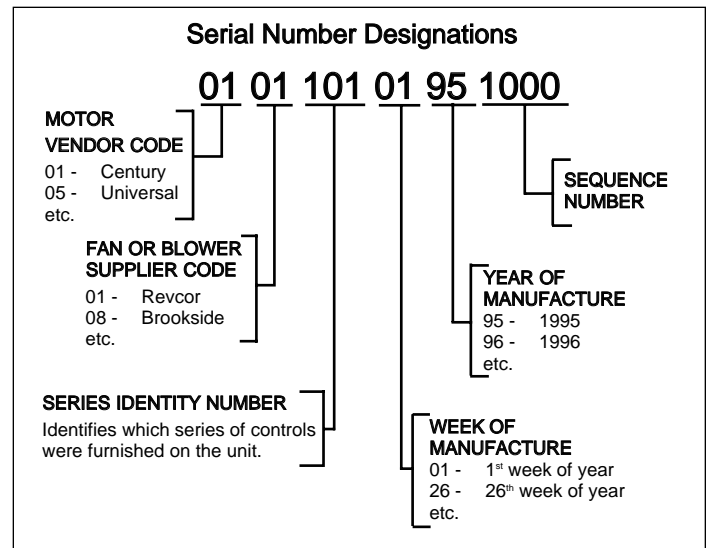 Serial Number Designations
01 01 101 01 95 1000
MOTOR
VENDOR CODE
01 - Century
05 - Universal
etc.
SEQUENCE
NUMBER
FAN OR BLOWER
SUPPLIER CODE
01 - Revcor
08 - Brookside
etc.
YEAR OF
MANUFACTURE
95 - 1995
96 - 1996
etc.
SERIES IDENTITY NUMBER
Identifies which series of controls
were furnished on the unit.
WEEK OF
MANUFACTURE
01 - 1st week of year
26 - 26th week of year
etc.